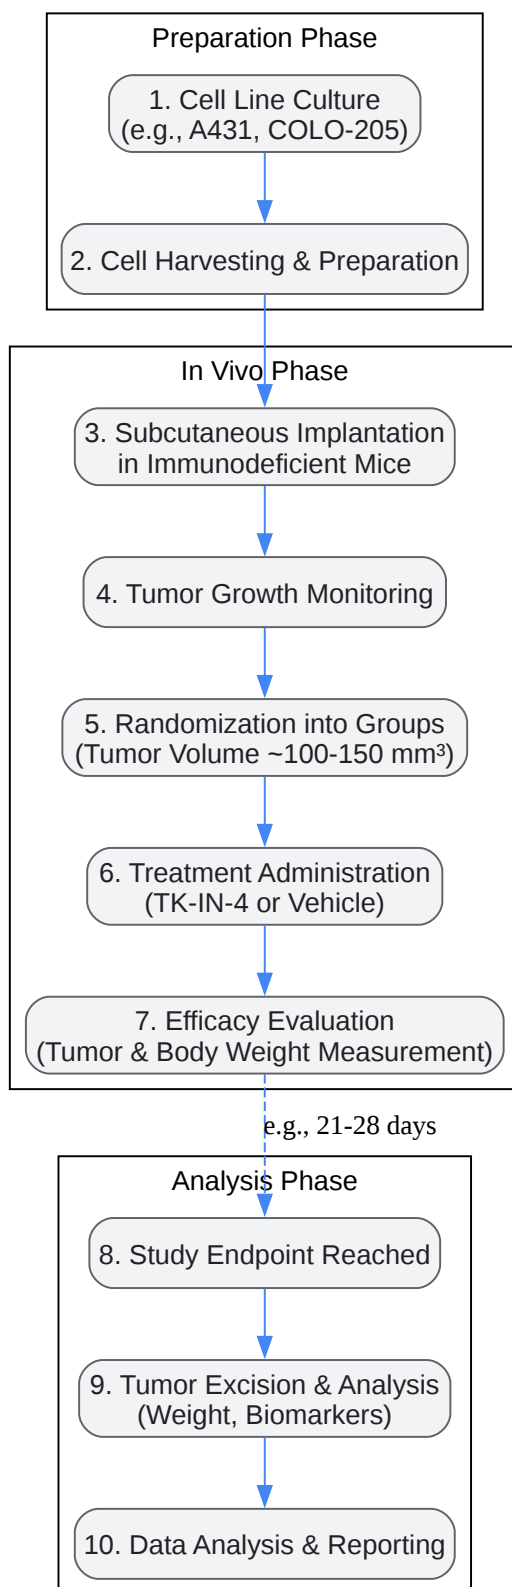 Preparation Phase
1. Cell Line Culture
(e.g., A431, COLO-205)
2. Cell Harvesting & Preparation
In Vivo Phase
3. Subcutaneous Implantation
in Immunodeficient Mice
4. Tumor Growth Monitoring
5. Randomization into Groups
(Tumor Volume ~100-150 mm³)
6. Treatment Administration
(TK-IN-4 or Vehicle)
7. Efficacy Evaluation
(Tumor & Body Weight Measurement)
e.g., 21-28 days
Analysis Phase
8. Study Endpoint Reached
9. Tumor Excision & Analysis
(Weight, Biomarkers)
10. Data Analysis & Reporting